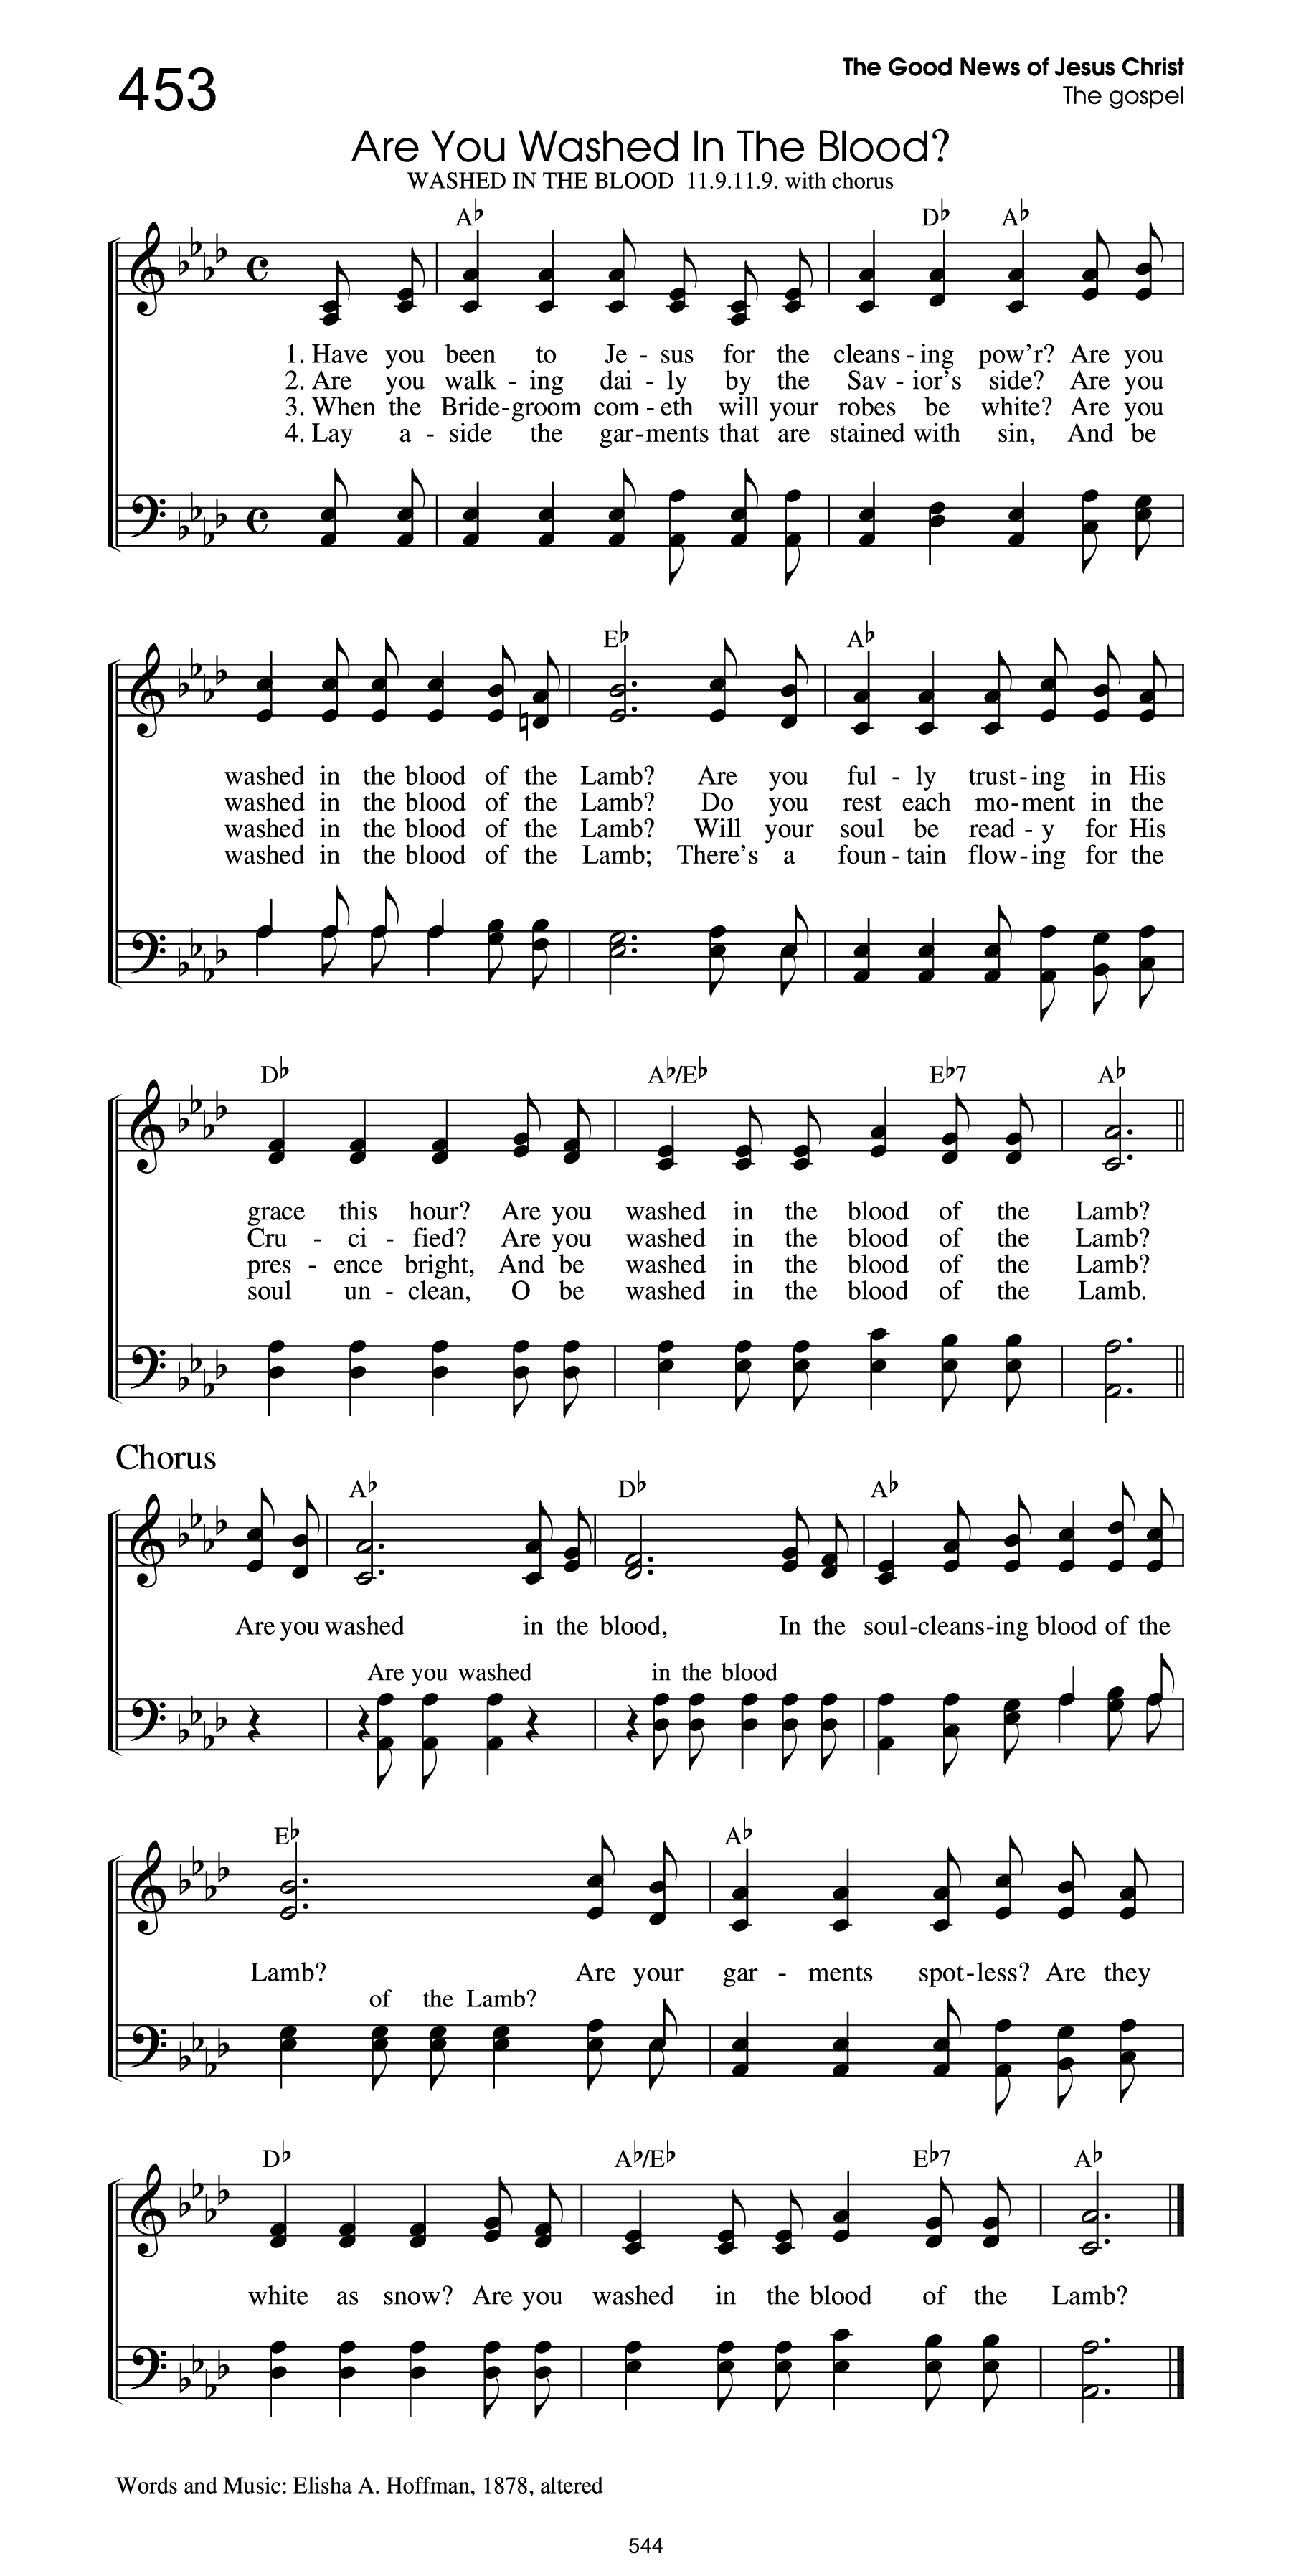 453
The Good News of Jesus Christ
The gospel
Are You Washed In The Blood?
WASHED IN THE BLOOD 11.9.11.9. with chorus
A♭ D♭ A♭
1. Have you been to Je - sus for the cleans - ing pow'r? Are you
2. Are you walk - ing dai - ly by the Sav - ior's side? Are you
3. When the Bride - groom com - eth will your robes be white? Are you
4. Lay a - side the gar - ments that are stained with sin, And be
E♭ A♭
washed in the blood of the Lamb? Are you ful - ly trust - ing in His
washed in the blood of the Lamb? Do you rest each mo - ment in the
washed in the blood of the Lamb? Will your soul be read - y for His
washed in the blood of the Lamb; There's a foun - tain flow - ing for the
D♭ A♭/E♭ E♭7 A♭
grace this hour? Are you washed in the blood of the Lamb?
Cru - ci - fied? Are you washed in the blood of the Lamb?
pres - ence bright, And be washed in the blood of the Lamb?
soul un - clean, O be washed in the blood of the Lamb.
Chorus
A♭ D♭ A♭
Are you washed in the blood, In the soul - cleans - ing blood of the
Are you washed in the blood
E♭ A♭
Lamb? Are your gar - ments spot - less? Are they
of the Lamb?
D♭ A♭/E♭ E♭7 A♭
white as snow? Are you washed in the blood of the Lamb?
Words and Music: Elisha A. Hoffman, 1878, altered
544